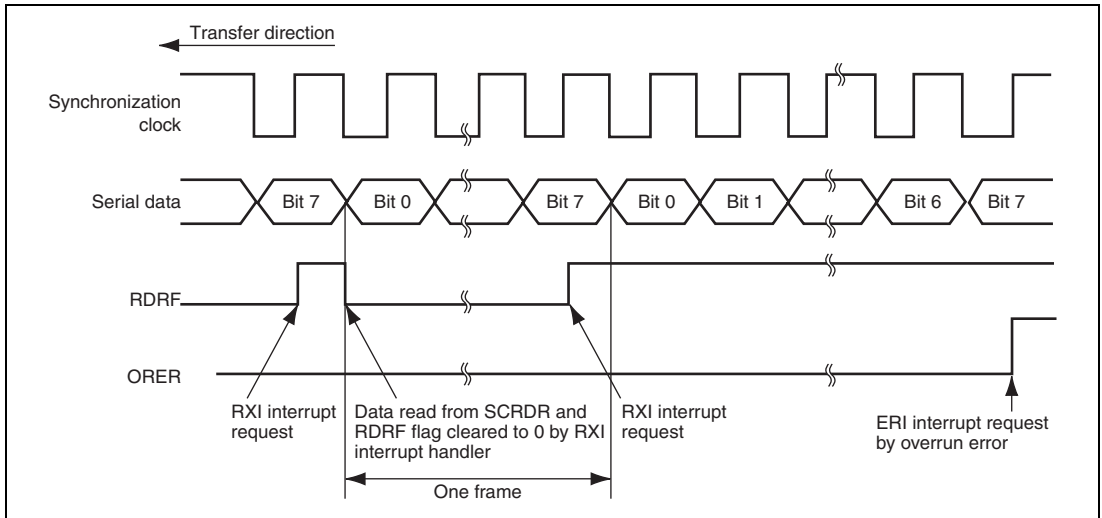 Transfer direction
Synchronization
clock
Serial data
Bit 7
Bit 0
Bit 7
Bit 0
Bit 1
Bit 6
Bit 7
RDRF
ORER
RXI interrupt
request
Data read from SCRDR and
RDRF flag cleared to 0 by RXI
interrupt handler
RXI interrupt
request
ERI interrupt request
by overrun error
One frame